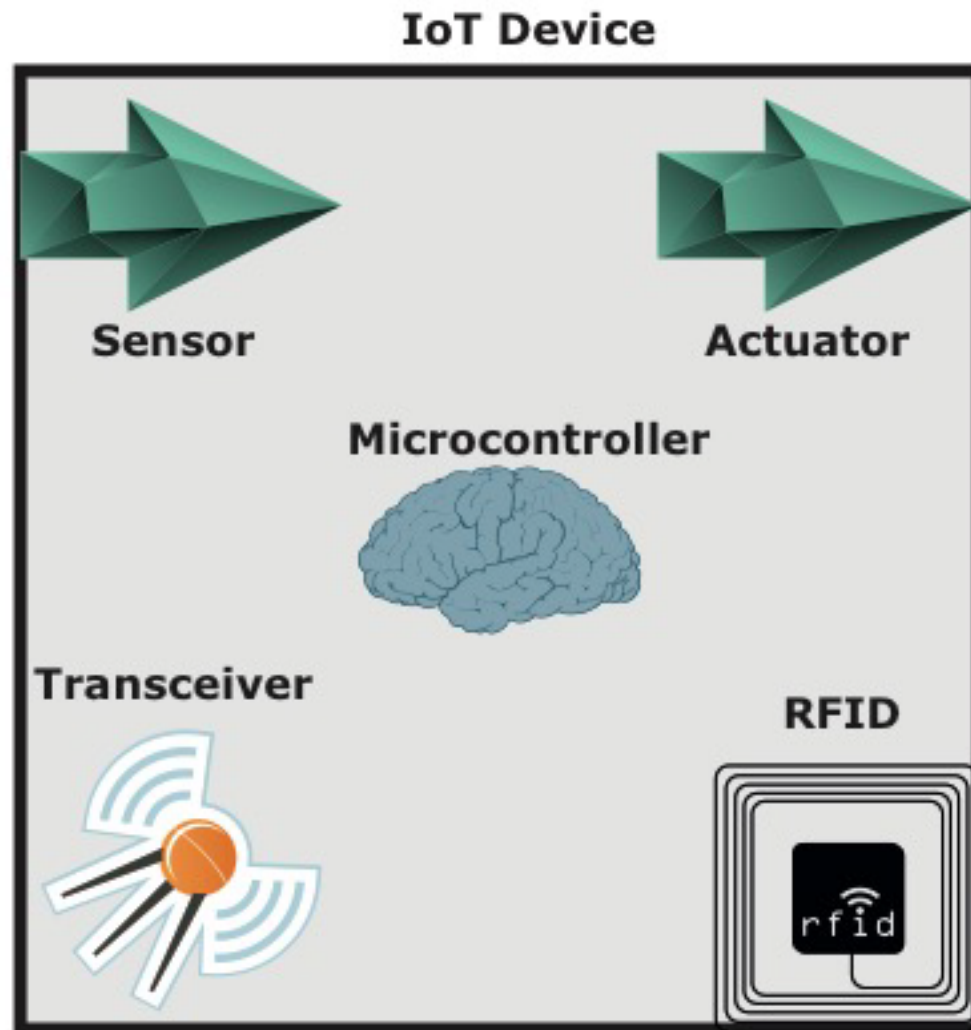 IoT Device
Sensor
Actuator
Microcontroller
Transceiver
RFID
rfid